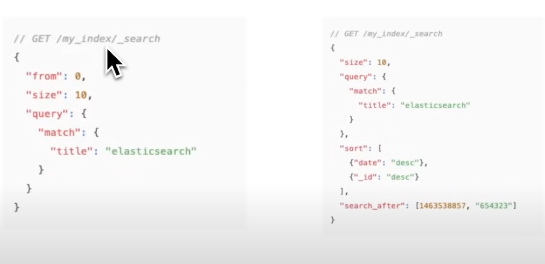 // GET /my_index/_search
{
  "from": 0,
  "size": 10,
  "query": {
    "match": {
      "title": "elasticsearch"
    }
  }
}
// GET /my_index/_search
{
  "size": 10,
  "query": {
    "match": {
      "title": "elasticsearch"
    }
  },
  "sort": [
    {"date": "desc"},
    {"_id": "desc"}
  ],
  "search_after": [1463538857, "654323"]
}